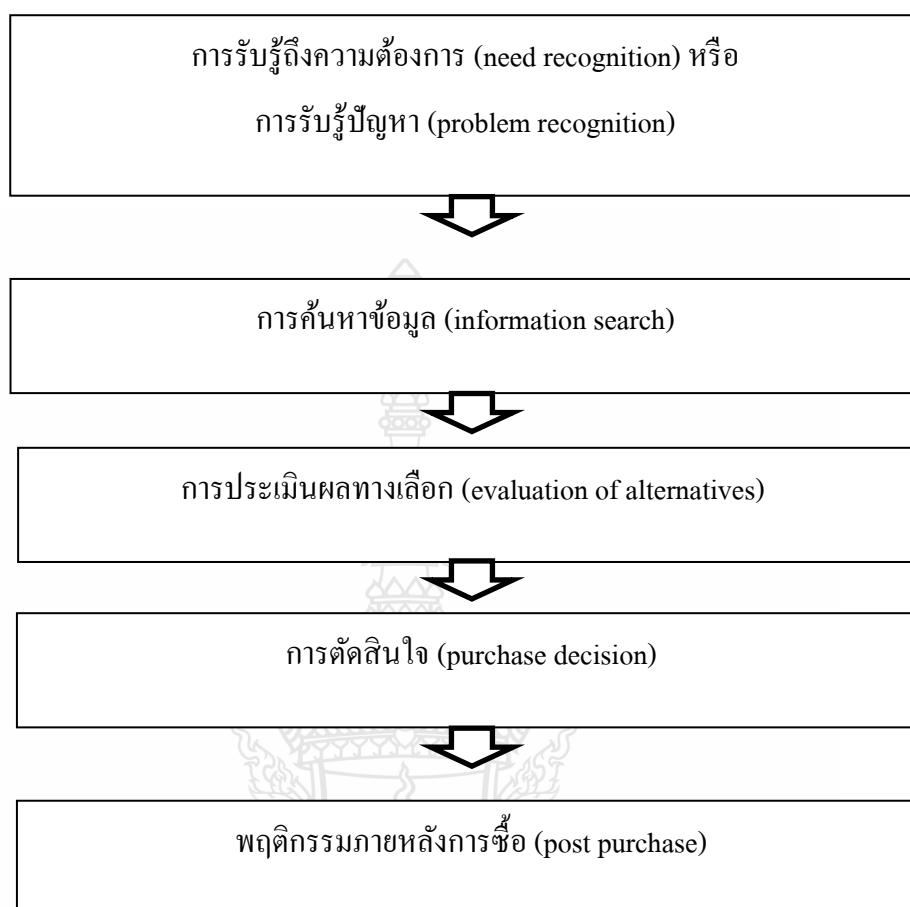 การรับรู้ถึงความต้องการ (need recognition) หรือ
การรับรู้ปัญหา (problem recognition)
การค้นหาข้อมูล (information search)
การประเมินผลทางเลือก (evaluation of alternatives)
การตัดสินใจ (purchase decision)
พฤติกรรมภายหลังการซื้อ (post purchase)